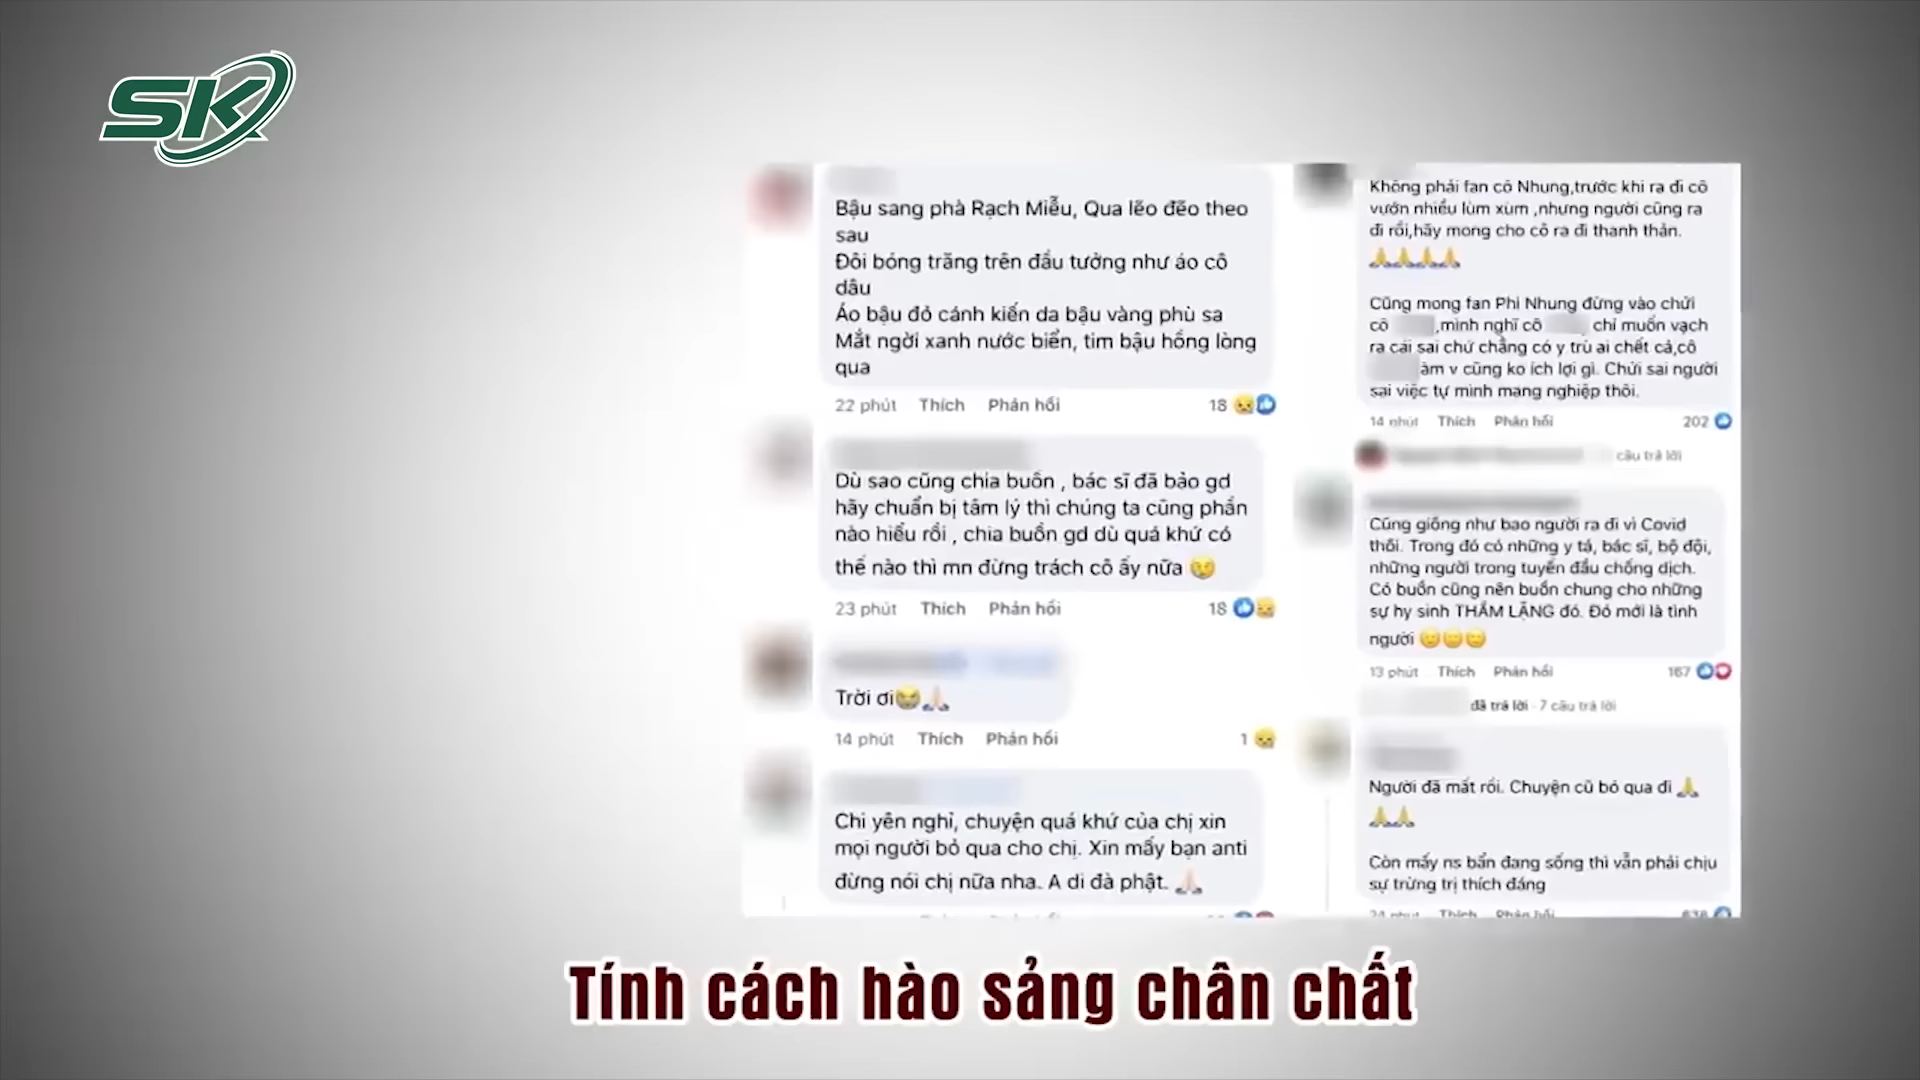 SK
Bậu sang phà Rạch Miễu, Qua lẽo đẽo theo
sau
Đôi bóng trăng trên đầu tưởng như áo cô
dâu
Áo bậu đỏ cánh kiến da bậu vàng phù sa
Mắt ngời xanh nước biển, tim bậu hồng lòng
qua
22 phút Thích Phản hồi 18
Dù sao cũng chia buồn , bác sĩ đã bảo gd
hãy chuẩn bị tâm lý thì chúng ta cũng phần
nào hiểu rồi , chia buồn gd dù quá khứ có
thế nào thì mn đừng trách cô ấy nữa 😢
23 phút Thích Phản hồi 18
Trời ơi😭🙏🏻
14 phút Thích Phản hồi 1
Chi yên nghỉ, chuyện quá khứ của chị xin
mọi người bỏ qua cho chị. Xin mấy bạn anti
đừng nói chị nữa nha. A di đà phật. 🙏🏻
Không phải fan cô Nhung,trước khi ra đi cô
vướn nhiều lùm xùm ,nhưng người cũng ra
đi rồi,hãy mong cho cô ra đi thanh thản.
🙏🙏🙏🙏
Cũng mong fan Phi Nhung đừng vào chửi
cô ,mình nghĩ cô chỉ muốn vạch
ra cái sai chứ chẳng có y trù ai chết cả,cô
àm v cũng ko ích lợi gì. Chửi sai người
sai việc tự mình mang nghiệp thôi.
14 phút Thích Phản hồi 202
câu trả lời
Cũng giống như bao người ra đi vì Covid
thôi. Trong đó có những y tá, bác sĩ, bộ đội,
những người trong tuyến đầu chống dịch.
Có buồn cũng nên buồn chung cho những
sự hy sinh THẦM LẶNG đó. Đó mới là tình
người 😔😔😔
13 phút Thích Phản hồi 167
đã trả lời · 7 câu trả lời
Người đã mất rồi. Chuyện cũ bỏ qua đi 🙏
🙏🙏
Còn mấy ns bẩn đang sống thì vẫn phải chịu
sự trừng trị thích đáng
24 phút Thích Phản hồi 638
Tính cách hào sảng chân chất